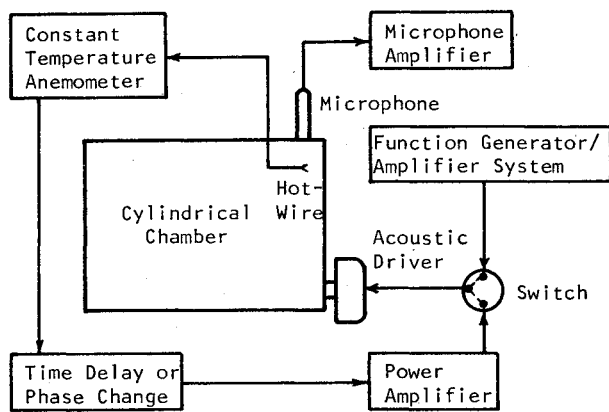 Constant
Temperature
Anemometer
Microphone
Amplifier
Microphone
Function Generator/
Amplifier System
Hot-
Wire
Cylindrical
Chamber
Acoustic
Driver
Switch
Time Delay or
Phase Change
Power
Amplifier